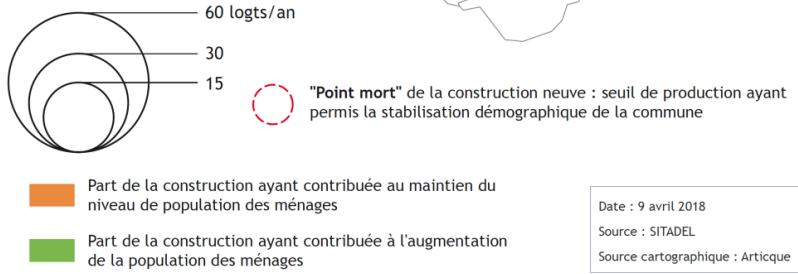 60 logts/an
30
15
"Point mort" de la construction neuve : seuil de production ayant
permis la stabilisation démographique de la commune
Part de la construction ayant contribuée au maintien du
niveau de population des ménages
Part de la construction ayant contribuée à l'augmentation
de la population des ménages
Date : 9 avril 2018
Source : SITADEL
Source cartographique : Articque